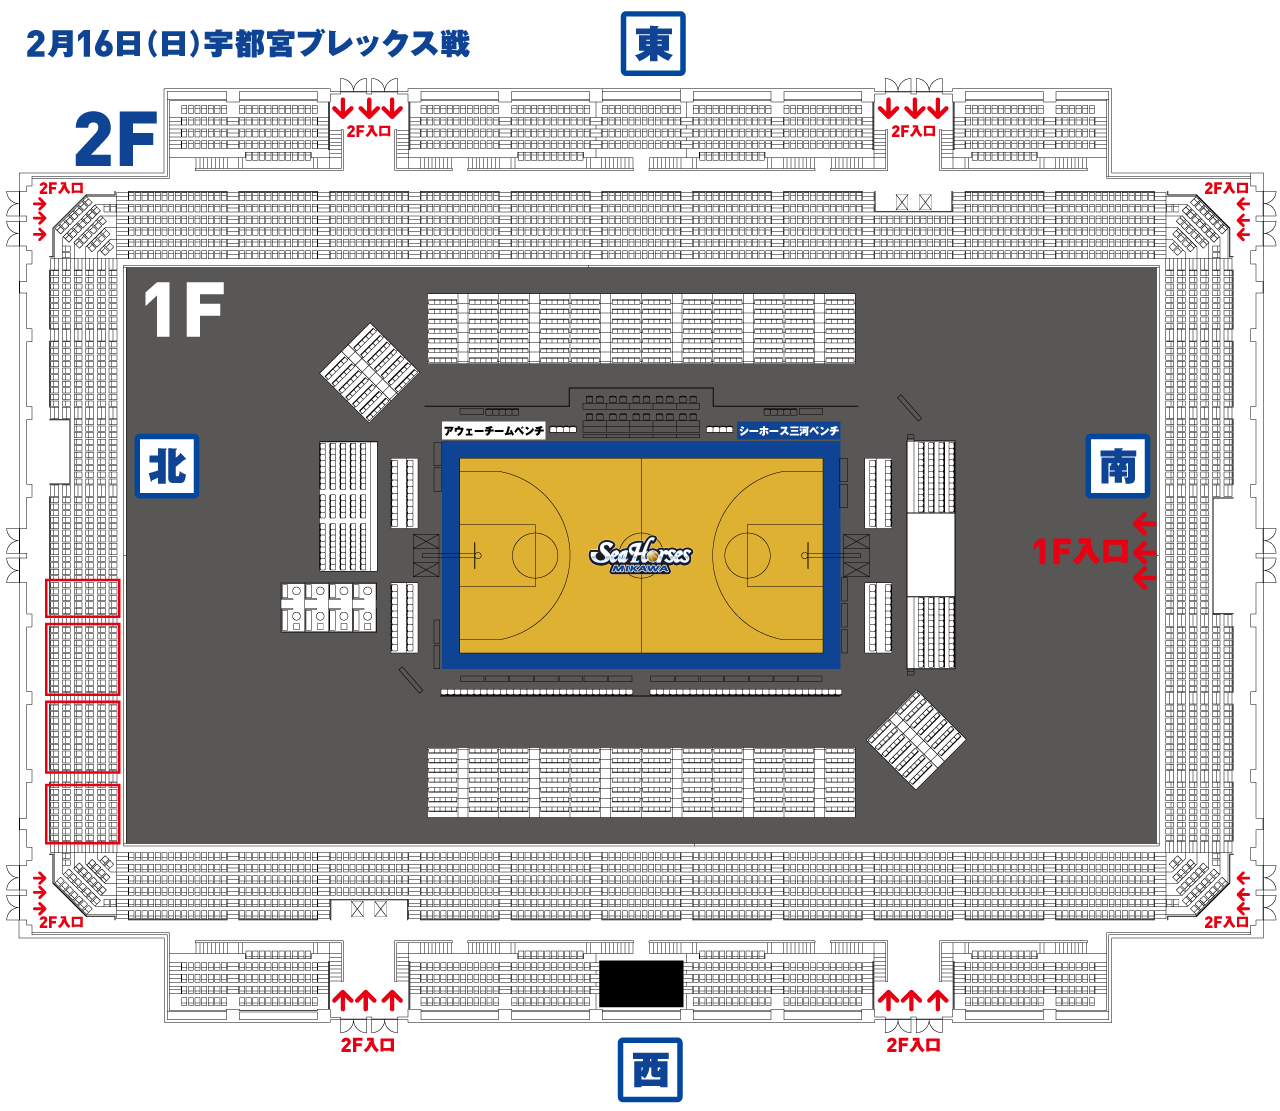 2月16日(日)宇都宮ブレックス戦
東
2F
2F入口
2F入口
2F入口
2F入口
1F
アウェーチームベンチ
シーホース三河ベンチ
北
南
1F入口
SeaHorses
MIKAWA
2F入口
2F入口
2F入口
2F入口
西